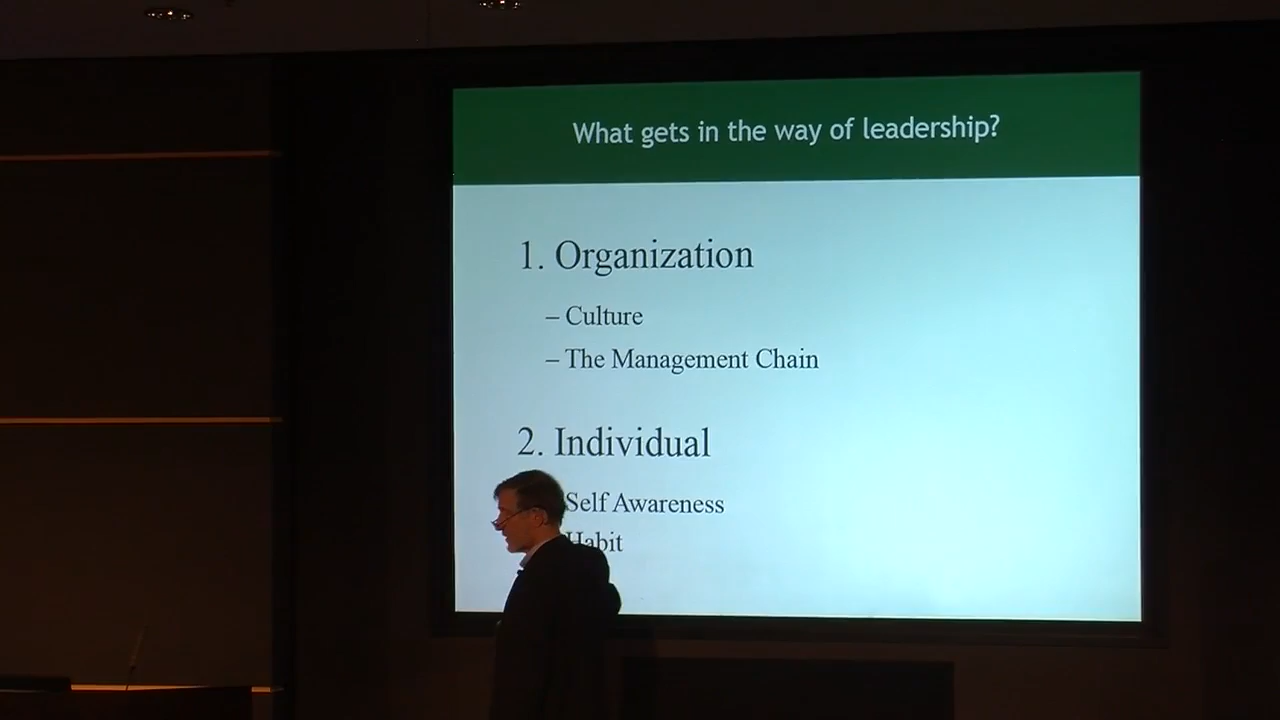 What gets in the way of leadership?
1. Organization
– Culture
– The Management Chain
2. Individual
Self Awareness
Habit